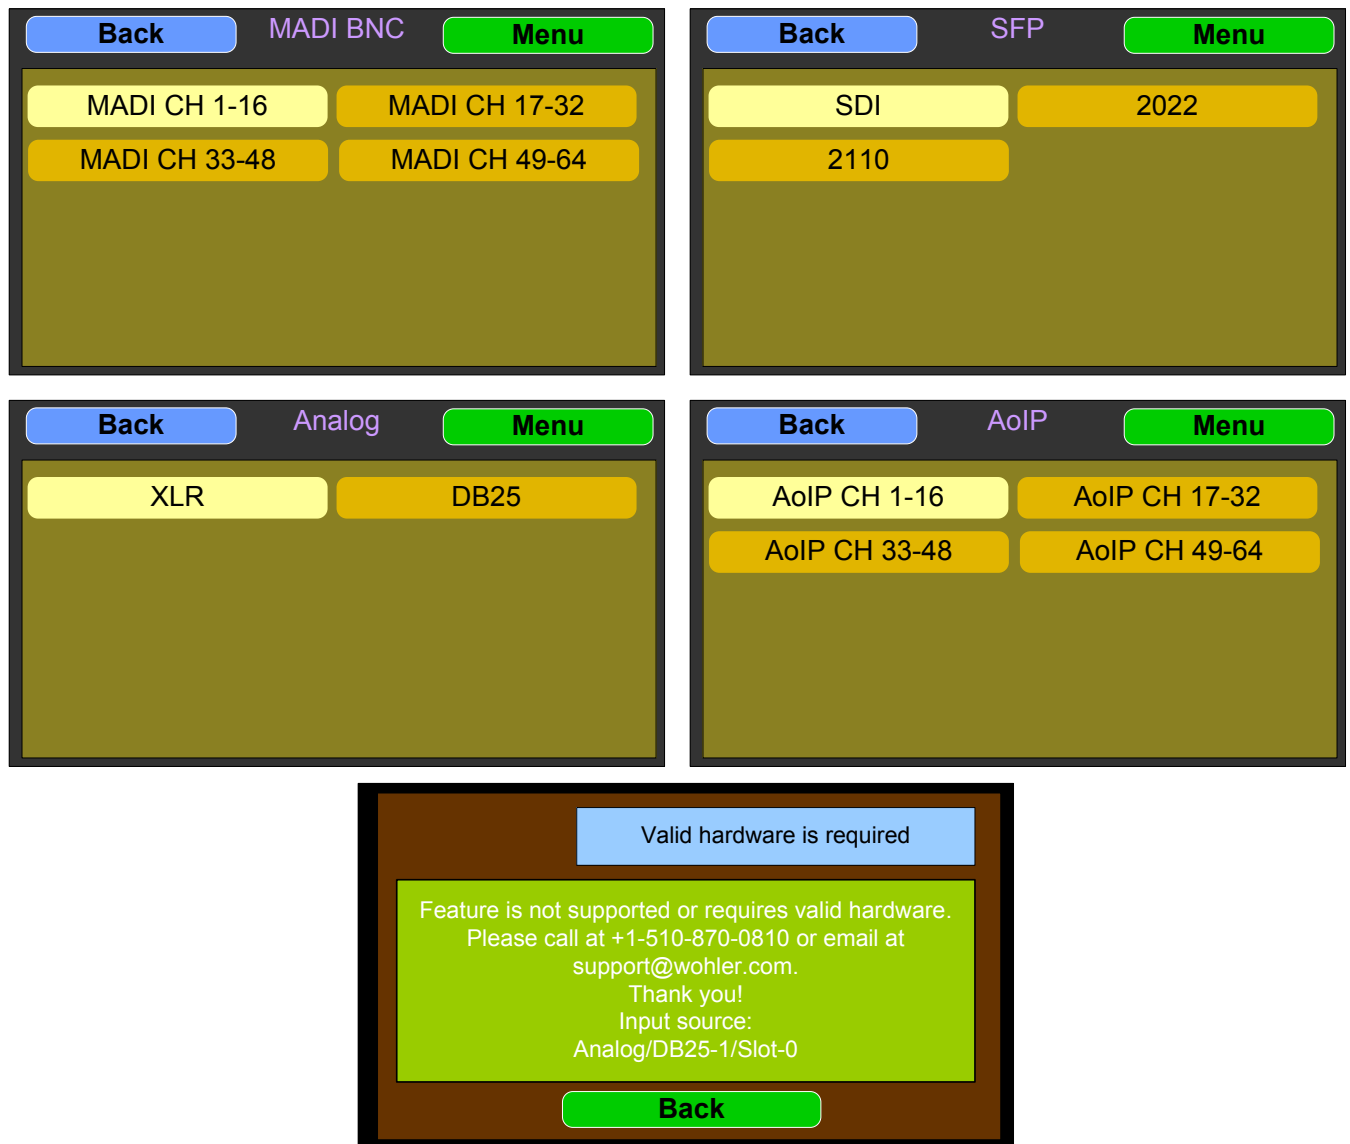 Back MADI BNC Menu
MADI CH 1-16 MADI CH 17-32
MADI CH 33-48 MADI CH 49-64
Back SFP Menu
SDI 2022
2110
Back Analog Menu
XLR DB25
Back AoIP Menu
AoIP CH 1-16 AoIP CH 17-32
AoIP CH 33-48 AoIP CH 49-64
Valid hardware is required
Feature is not supported or requires valid hardware.
Please call at +1-510-870-0810 or email at
support@wohler.com.
Thank you!
Input source:
Analog/DB25-1/Slot-0
Back